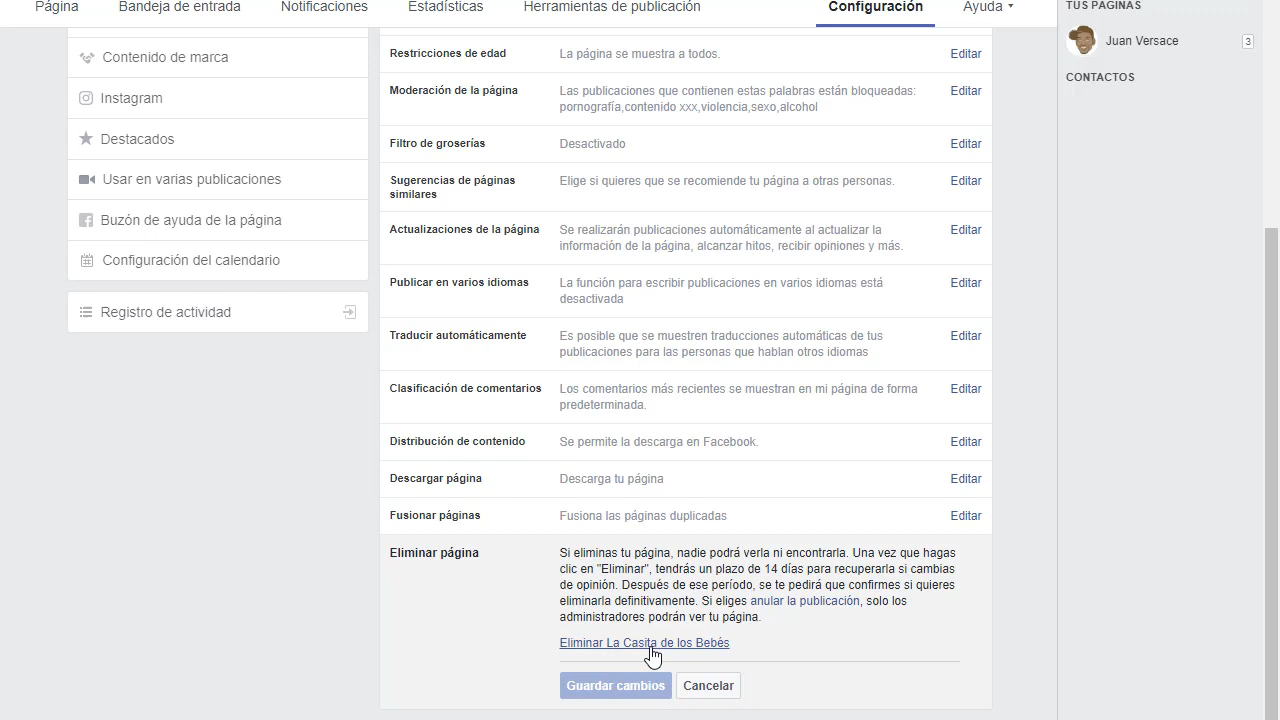 Página Bandeja de entrada Notificaciones Estadísticas Herramientas de publicación Configuración Ayuda
Contenido de marca
Instagram
Destacados
Usar en varias publicaciones
Buzón de ayuda de la página
Configuración del calendario
Registro de actividad
Restricciones de edad
La página se muestra a todos.
Editar
Moderación de la página
Las publicaciones que contienen estas palabras están bloqueadas:
pornografía,contenido xxx,violencia,sexo,alcohol
Editar
Filtro de groserías
Desactivado
Editar
Sugerencias de páginas
similares
Elige si quieres que se recomiende tu página a otras personas.
Editar
Actualizaciones de la página
Se realizarán publicaciones automáticamente al actualizar la
información de la página, alcanzar hitos, recibir opiniones y más.
Editar
Publicar en varios idiomas
La función para escribir publicaciones en varios idiomas está
desactivada
Editar
Traducir automáticamente
Es posible que se muestren traducciones automáticas de tus
publicaciones para las personas que hablan otros idiomas
Editar
Clasificación de comentarios
Los comentarios más recientes se muestran en mi página de forma
predeterminada.
Editar
Distribución de contenido
Se permite la descarga en Facebook.
Editar
Descargar página
Descarga tu página
Editar
Fusionar páginas
Fusiona las páginas duplicadas
Editar
Eliminar página
Si eliminas tu página, nadie podrá verla ni encontrarla. Una vez que hagas
clic en "Eliminar", tendrás un plazo de 14 días para recuperarla si cambias
de opinión. Después de ese período, se te pedirá que confirmes si quieres
eliminarla definitivamente. Si eliges anular la publicación, solo los
administradores podrán ver tu página.
Eliminar La Casita de los Bebés
Guardar cambios Cancelar
TUS PÁGINAS
Juan Versace 3
CONTACTOS